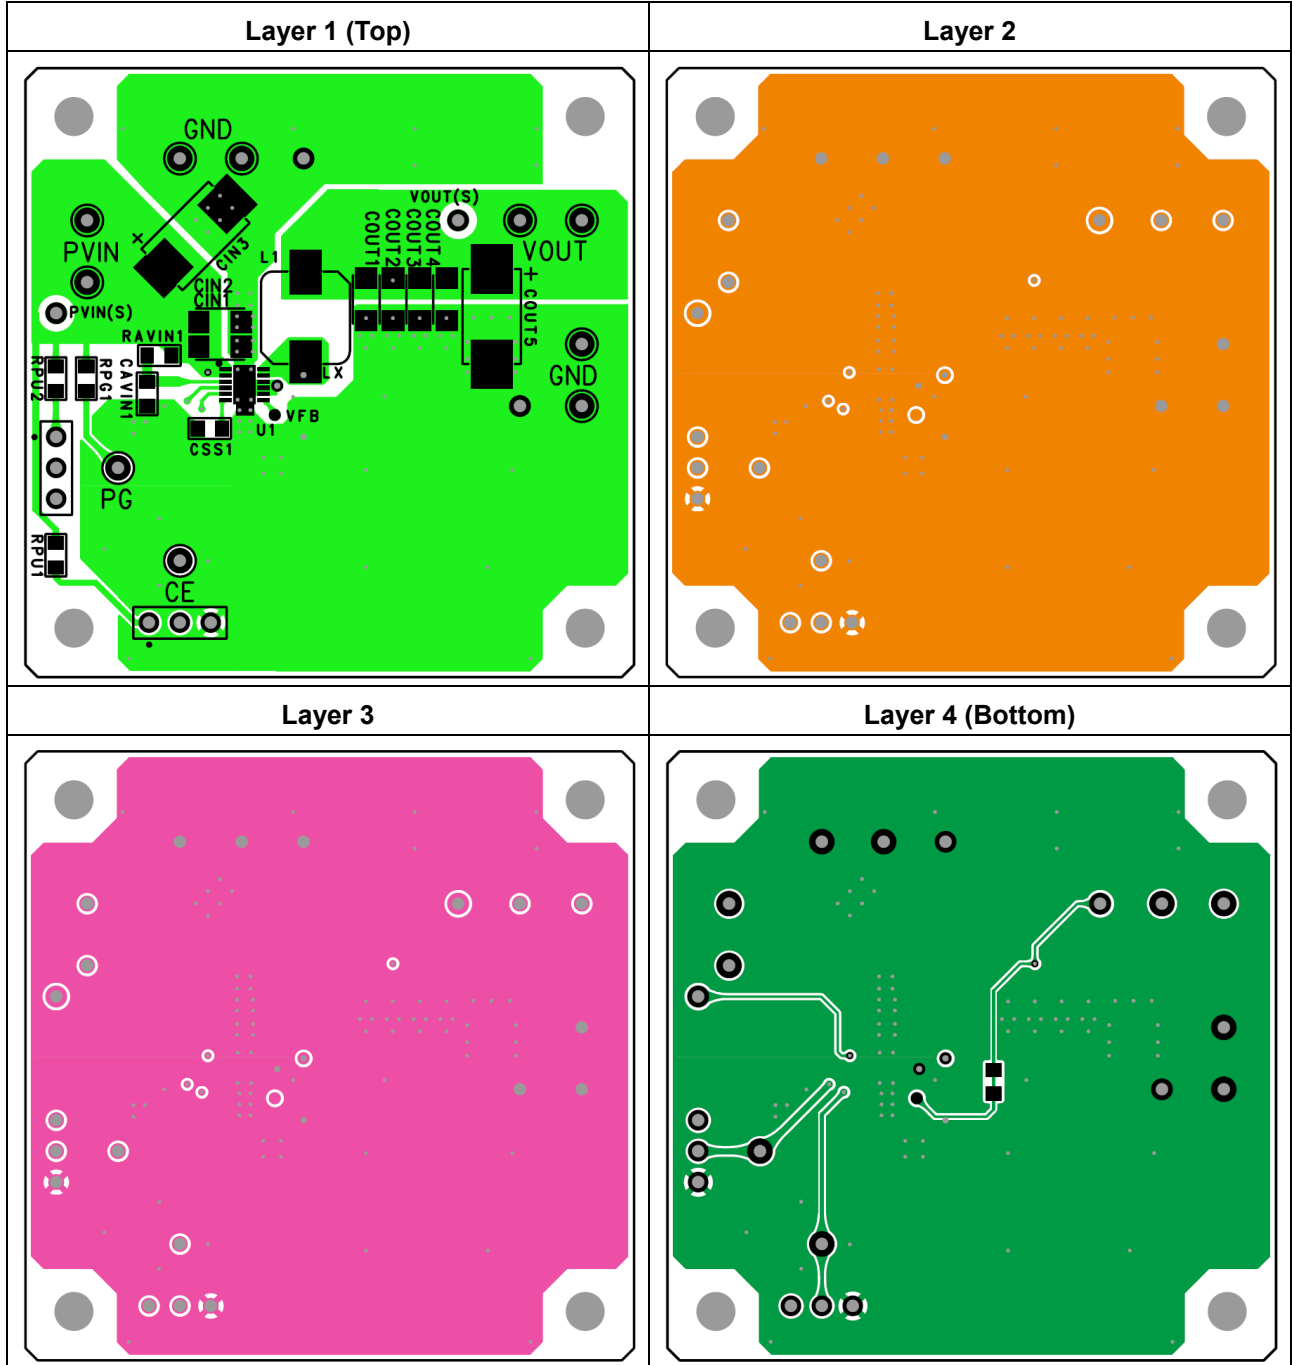 Layer 1 (Top)
Layer 2
GND
VOUT(S)
PVIN
+
CIN3
L1
COUT1
COUT2
COUT3
COUT4
VOUT
+
COUT5
CIN2
CIN1
PVIN(S)
RAVIN1
RPU2
RPG1
CAVIN1
LX
GND
VFB
U1
CSS1
PG
RPU1
CE
Layer 3
Layer 4 (Bottom)